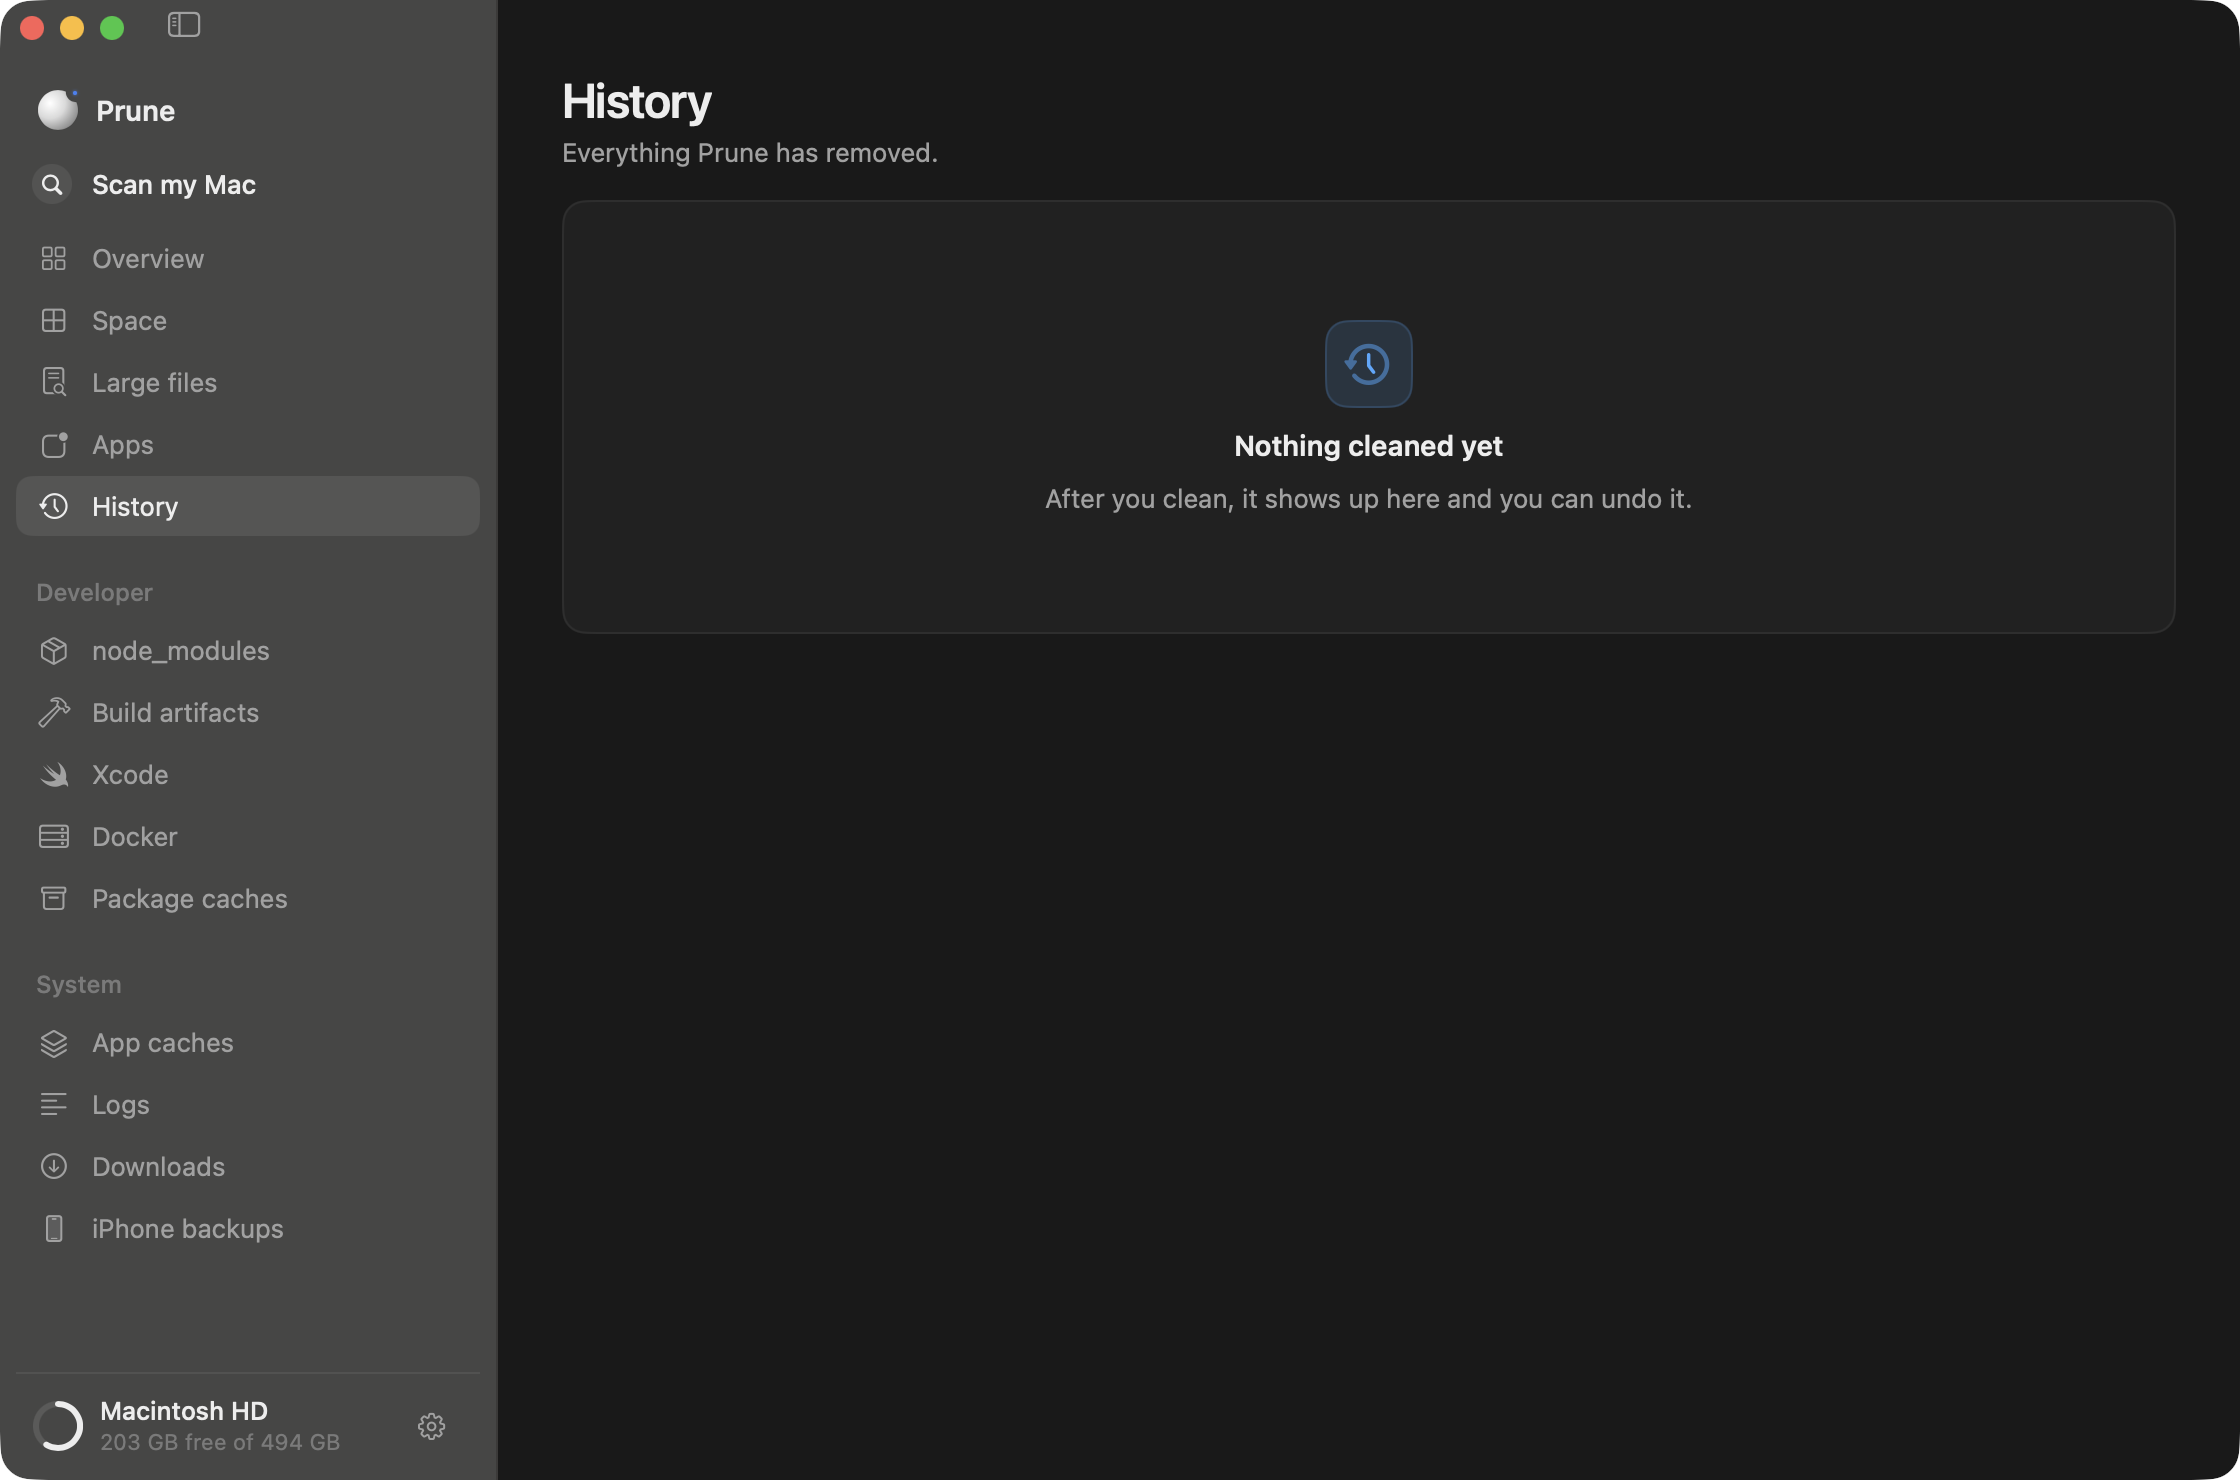 Prune
Scan my Mac
Overview
Space
Large files
Apps
History
Developer
node_modules
Build artifacts
Xcode
Docker
Package caches
System
App caches
Logs
Downloads
iPhone backups
Macintosh HD
203 GB free of 494 GB
History
Everything Prune has removed.
Nothing cleaned yet
After you clean, it shows up here and you can undo it.